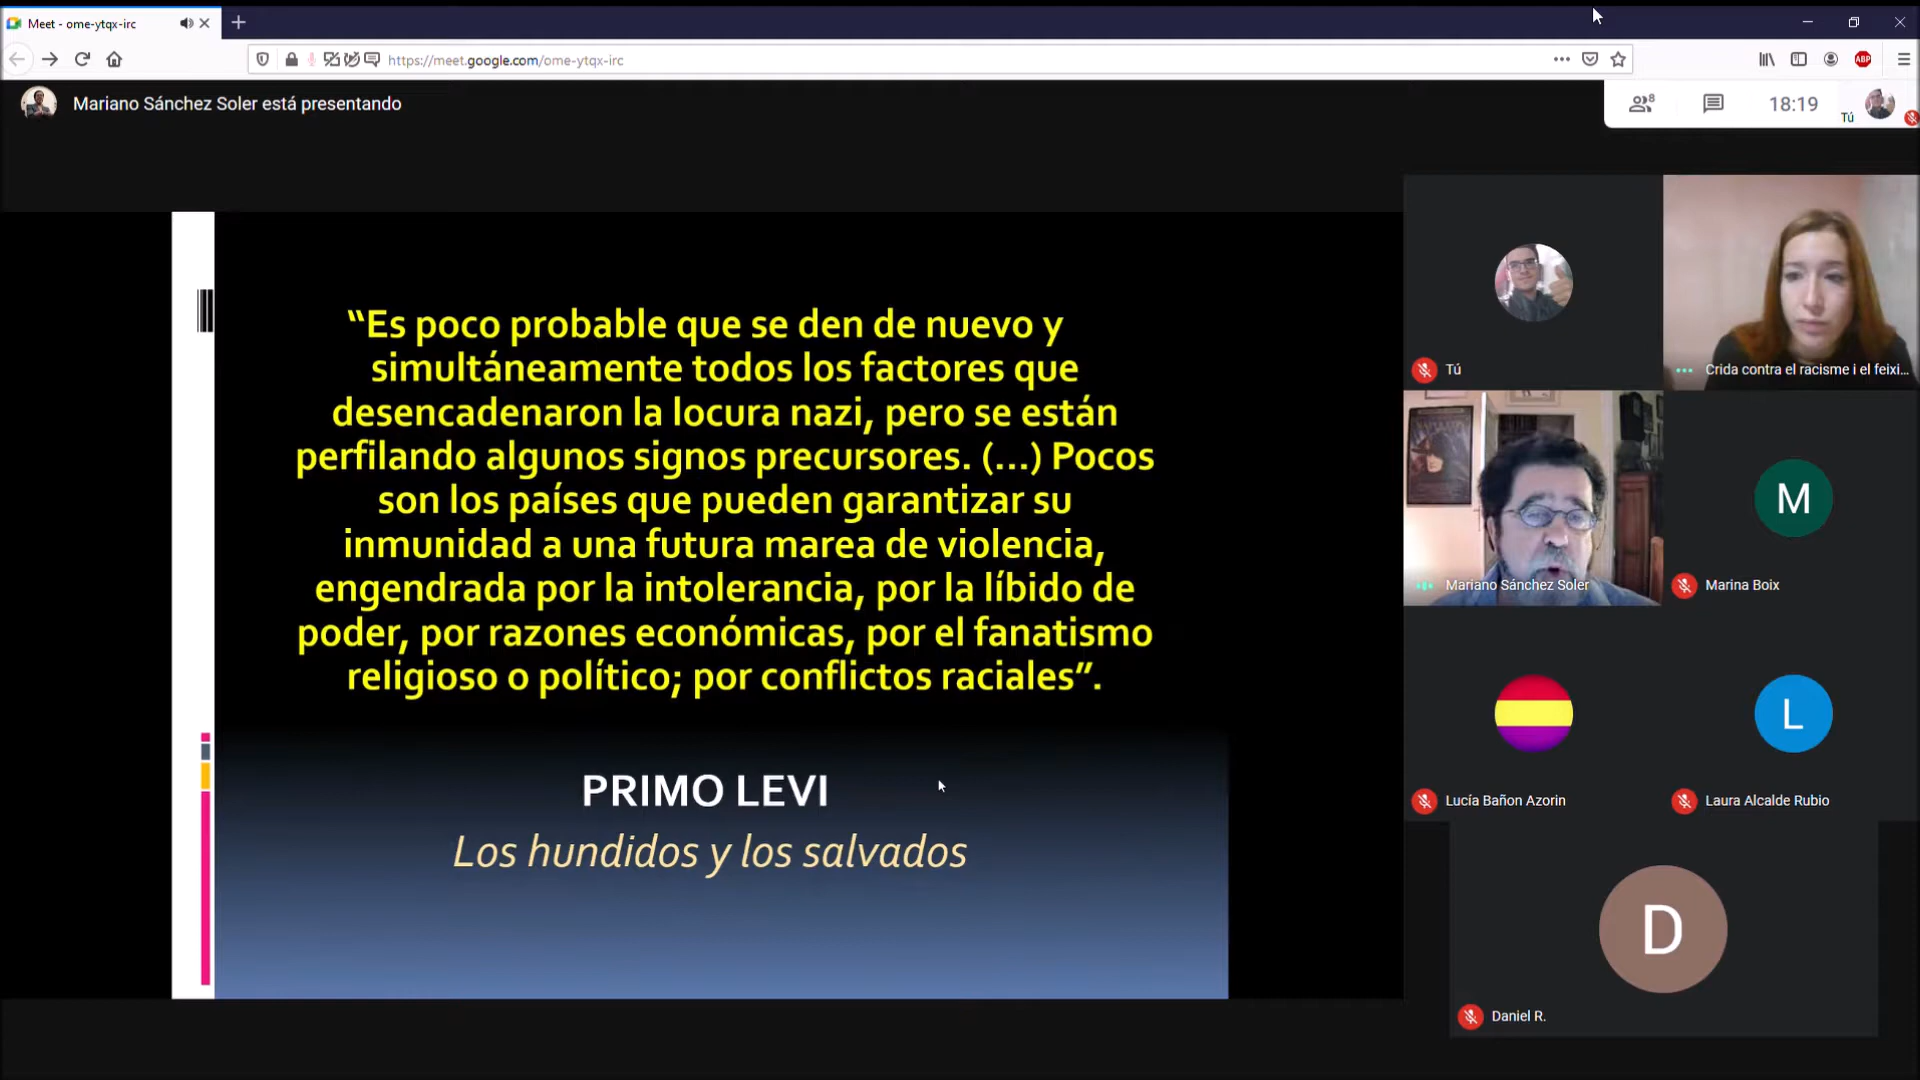 Meet - ome-ytqx-irc
https://meet.google.com/ome-ytqx-irc
ABP
Mariano Sánchez Soler está presentando
8
18:19
Tú
“Es poco probable que se den de nuevo y
simultáneamente todos los factores que
desencadenaron la locura nazi, pero se están
perfilando algunos signos precursores. (...) Pocos
son los países que pueden garantizar su
inmunidad a una futura marea de violencia,
engendrada por la intolerancia, por la líbido de
poder, por razones económicas, por el fanatismo
religioso o político; por conflictos raciales”.
PRIMO LEVI
Los hundidos y los salvados
Tú
Crida contra el racisme i el feixi...
Mariano Sánchez Soler
M
Marina Boix
Lucía Bañon Azorin
L
Laura Alcalde Rubio
D
Daniel R.